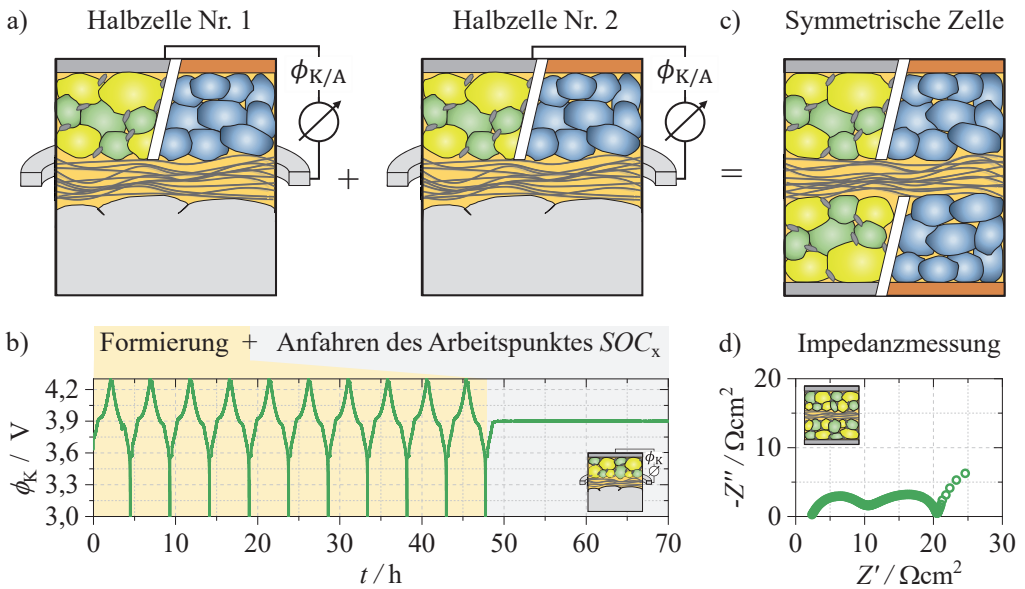 a) Halbzelle Nr. 1 Halbzelle Nr. 2 c) Symmetrische Zelle
ϕK/A ϕK/A
+ =
b) Formierung + Anfahren des Arbeitspunktes SOCx
ϕK / V
4,2
3,9
3,6
3,3
3,0
0 10 20 30 40 50 60 70
t / h
ϕK
d) Impedanzmessung
-Z'' / Ωcm²
20
15
10
5
0
0 10 20 30
Z' / Ωcm²